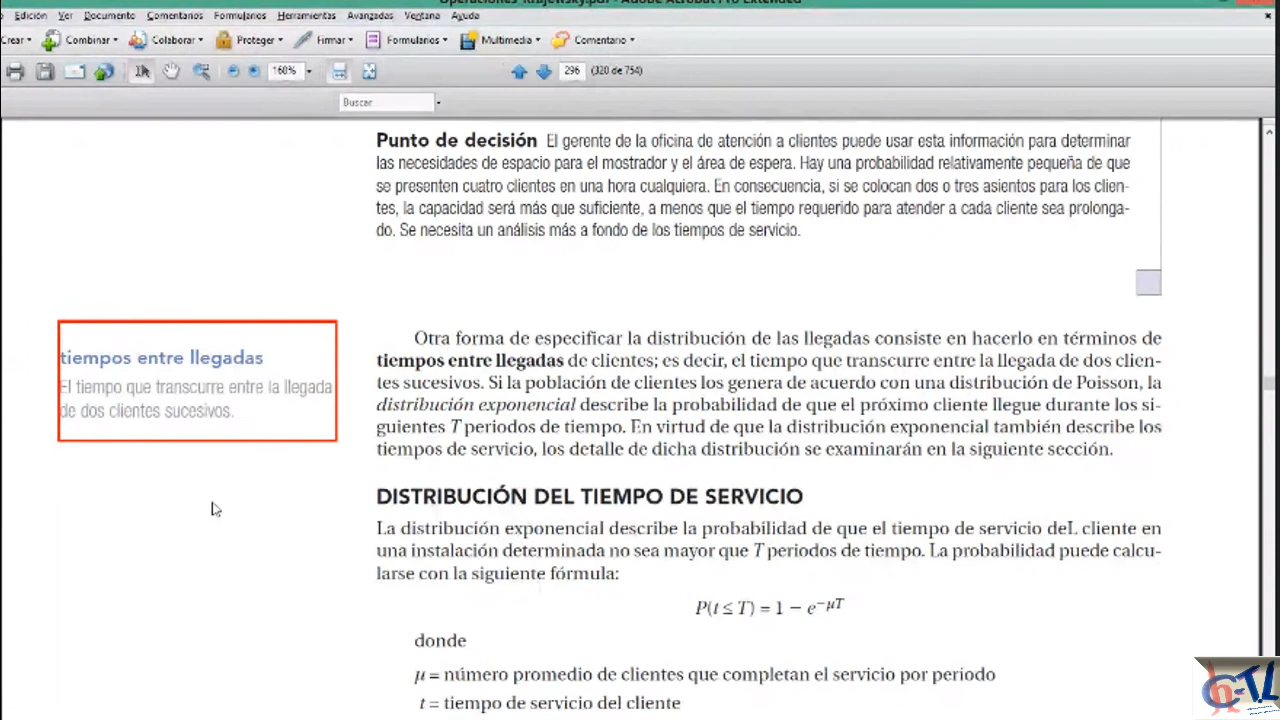 Operaciones_Krajewsky.pdf - Adobe Acrobat Pro Extended
Edición Ver Documento Comentarios Formularios Herramientas Avanzadas Ventana Ayuda
Crear Combinar Colaborar Proteger Firmar Formularios Multimedia Comentario
160% 296 (320 de 754)
Buscar
Punto de decisión El gerente de la oficina de atención a clientes puede usar esta información para determinar
las necesidades de espacio para el mostrador y el área de espera. Hay una probabilidad relativamente pequeña de que
se presenten cuatro clientes en una hora cualquiera. En consecuencia, si se colocan dos o tres asientos para los clien-
tes, la capacidad será más que suficiente, a menos que el tiempo requerido para atender a cada cliente sea prolonga-
do. Se necesita un análisis más a fondo de los tiempos de servicio.
tiempos entre llegadas
El tiempo que transcurre entre la llegada
de dos clientes sucesivos.
Otra forma de especificar la distribución de las llegadas consiste en hacerlo en términos de
tiempos entre llegadas de clientes; es decir, el tiempo que transcurre entre la llegada de dos clien-
tes sucesivos. Si la población de clientes los genera de acuerdo con una distribución de Poisson, la
distribución exponencial describe la probabilidad de que el próximo cliente llegue durante los si-
guientes T periodos de tiempo. En virtud de que la distribución exponencial también describe los
tiempos de servicio, los detalle de dicha distribución se examinarán en la siguiente sección.
DISTRIBUCIÓN DEL TIEMPO DE SERVICIO
La distribución exponencial describe la probabilidad de que el tiempo de servicio deL cliente en
una instalación determinada no sea mayor que T periodos de tiempo. La probabilidad puede calcu-
larse con la siguiente fórmula:
P(t ≤ T) = 1 − e^−μT
donde
μ = número promedio de clientes que completan el servicio por periodo
t = tiempo de servicio del cliente